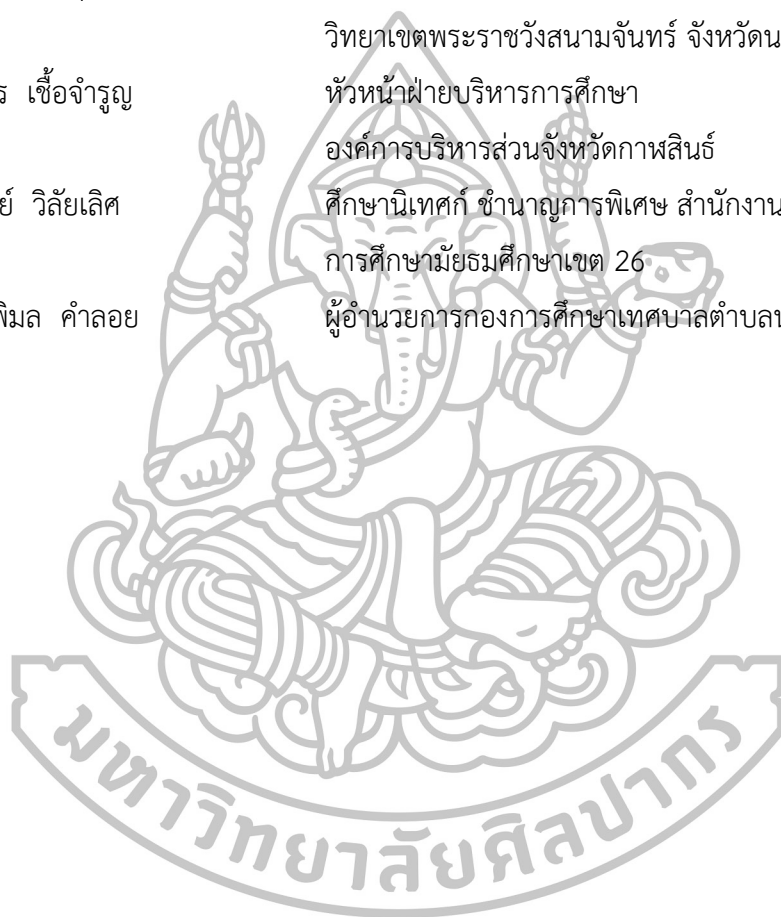 วิทยาเขตพระราชวังสนามจันทร์ จังหวัดน
ร เชื้อจำรูญ หัวหน้าฝ่ายบริหารการศึกษา
องค์การบริหารส่วนจังหวัดกาฬสินธ์
ย์ วิลัยเลิศ ศึกษานิเทศก์ ชำนาญการพิเศษ สำนักงาน
การศึกษามัธยมศึกษาเขต 26
พิมล คำลอย ผู้อำนวยการกองการศึกษาเทศบาลตำบล
มหาวิทยาลัยศิลปากร